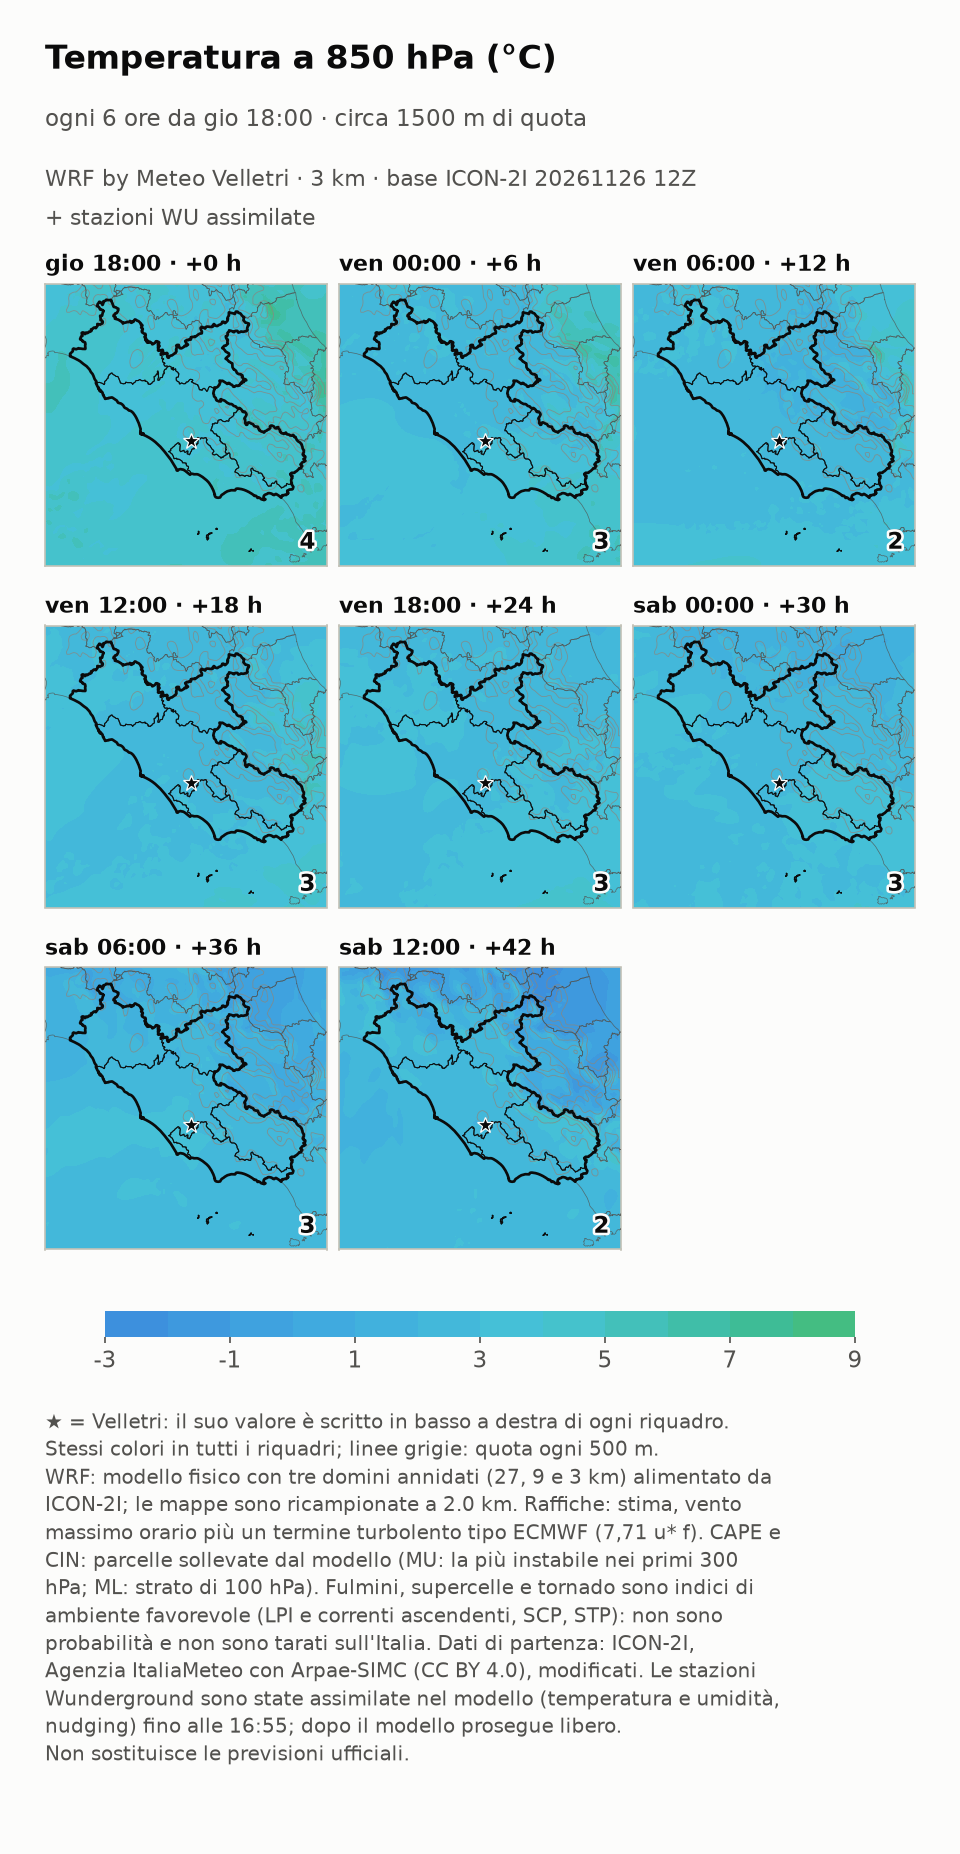 Temperatura a 850 hPa (°C)
ogni 6 ore da gio 18:00 · circa 1500 m di quota
WRF by Meteo Velletri · 3 km · base ICON-2I 20261126 12Z
+ stazioni WU assimilate
gio 18:00 · +0 h
ven 00:00 · +6 h
ven 06:00 · +12 h
4
3
2
ven 12:00 · +18 h
ven 18:00 · +24 h
sab 00:00 · +30 h
3
3
3
sab 06:00 · +36 h
sab 12:00 · +42 h
3
2
-3 -1 1 3 5 7 9
★ = Velletri: il suo valore è scritto in basso a destra di ogni riquadro.
Stessi colori in tutti i riquadri; linee grigie: quota ogni 500 m.
WRF: modello fisico con tre domini annidati (27, 9 e 3 km) alimentato da
ICON-2I; le mappe sono ricampionate a 2.0 km. Raffiche: stima, vento
massimo orario più un termine turbolento tipo ECMWF (7,71 u* f). CAPE e
CIN: parcelle sollevate dal modello (MU: la più instabile nei primi 300
hPa; ML: strato di 100 hPa). Fulmini, supercelle e tornado sono indici di
ambiente favorevole (LPI e correnti ascendenti, SCP, STP): non sono
probabilità e non sono tarati sull'Italia. Dati di partenza: ICON-2I,
Agenzia ItaliaMeteo con Arpae-SIMC (CC BY 4.0), modificati. Le stazioni
Wunderground sono state assimilate nel modello (temperatura e umidità,
nudging) fino alle 16:55; dopo il modello prosegue libero.
Non sostituisce le previsioni ufficiali.